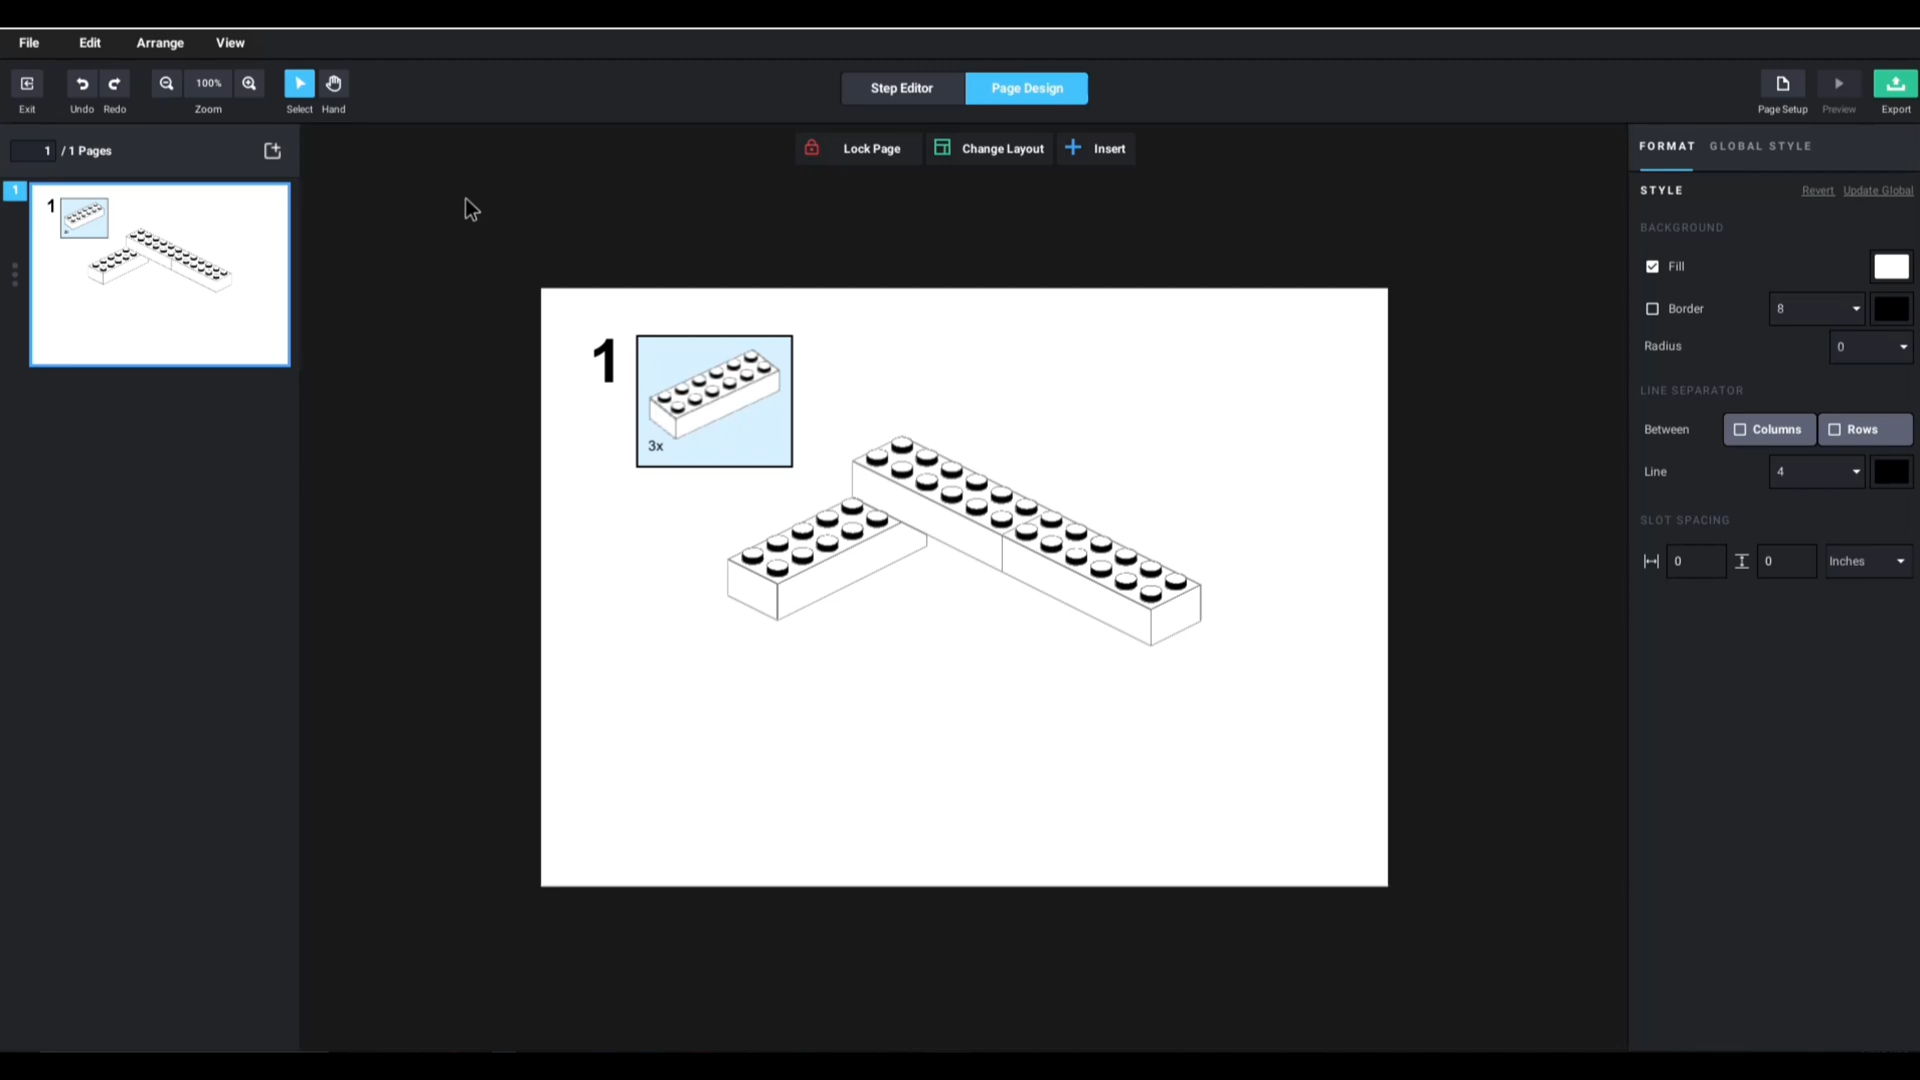 File Edit Arrange View
100%
Exit Undo Redo Zoom Select Hand
Step Editor Page Design
Page Setup Preview Export
1 / 1 Pages
Lock Page Change Layout Insert
FORMAT GLOBAL STYLE
1
1
1
3x
STYLE Revert Update Global
BACKGROUND
Fill
Border 8
Radius 0
LINE SEPARATOR
Between Columns Rows
Line 4
SLOT SPACING
0 0 Inches